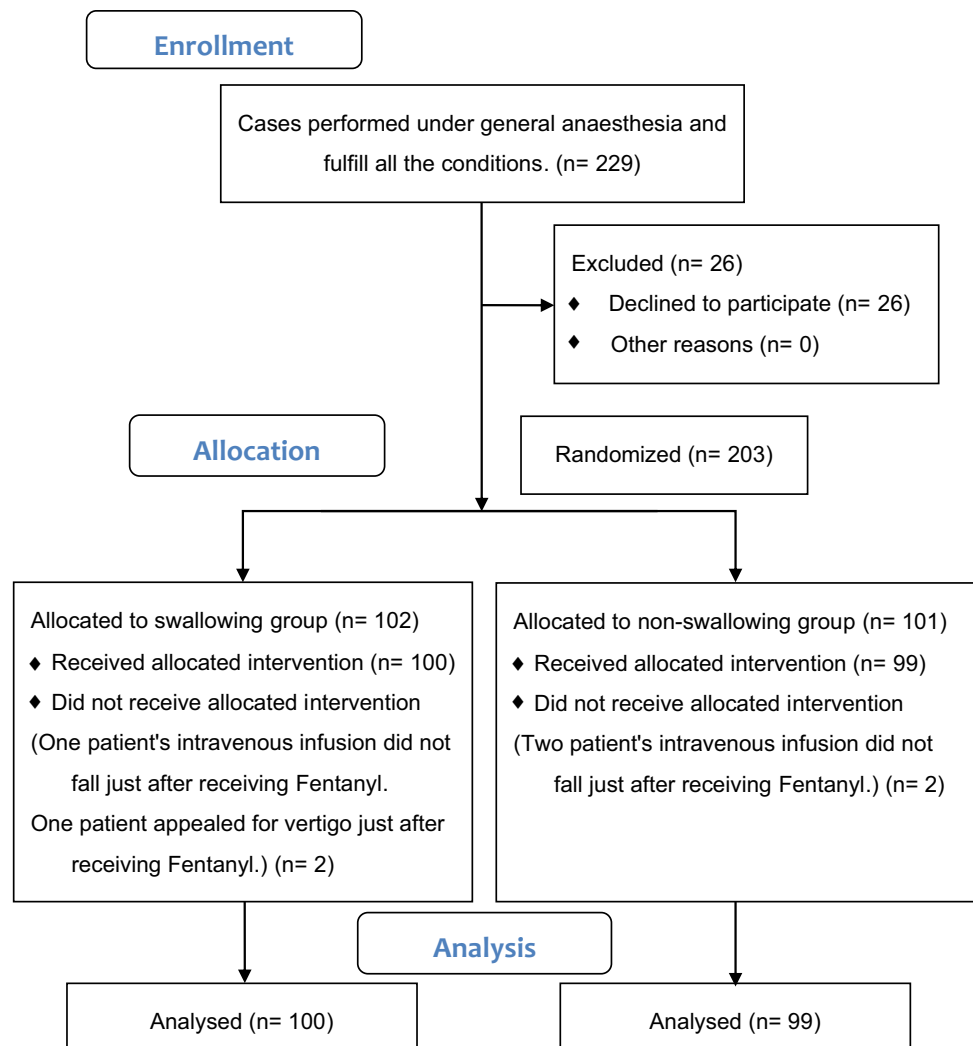 Enrollment
Cases performed under general anaesthesia and
fulfill all the conditions. (n= 229)
Excluded (n= 26)
♦ Declined to participate (n= 26)
♦ Other reasons (n= 0)
Allocation
Randomized (n= 203)
Allocated to swallowing group (n= 102)
♦ Received allocated intervention (n= 100)
♦ Did not receive allocated intervention
(One patient's intravenous infusion did not
fall just after receiving Fentanyl.
One patient appealed for vertigo just after
receiving Fentanyl.) (n= 2)
Allocated to non-swallowing group (n= 101)
♦ Received allocated intervention (n= 99)
♦ Did not receive allocated intervention
(Two patient's intravenous infusion did not
fall just after receiving Fentanyl.) (n= 2)
Analysis
Analysed (n= 100)
Analysed (n= 99)